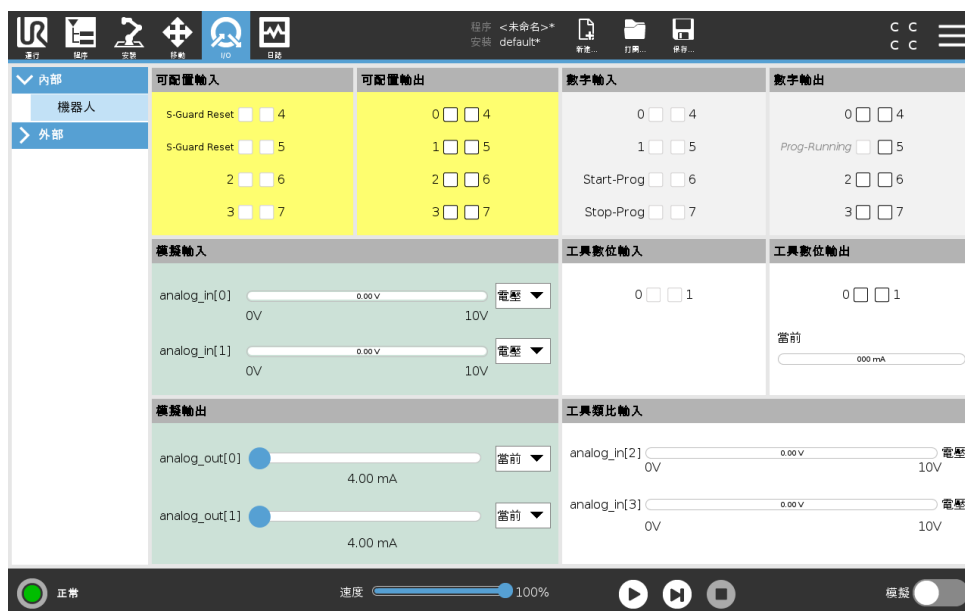 程序 <未命名>*
安裝 default*
C C
C C
運行 程序 安裝 移動 I/O 日誌 新建... 打開... 保存...
內部
機器人
外部
可配置輸入
S-Guard Reset 4
S-Guard Reset 5
2 6
3 7
可配置輸出
0 4
1 5
2 6
3 7
數字輸入
0 4
1 5
Start-Prog 6
Stop-Prog 7
數字輸出
0 4
Prog-Running 5
2 6
3 7
模擬輸入
analog_in[0] 0.00 V 電壓
0V 10V
analog_in[1] 0.00 V 電壓
0V 10V
工具數位輸入
0 1
工具數位輸出
0 1
當前
000 mA
模擬輸出
analog_out[0] 當前
4.00 mA
analog_out[1] 當前
4.00 mA
工具類比輸入
analog_in[2] 0.00 V 電壓
0V 10V
analog_in[3] 0.00 V 電壓
0V 10V
正常 速度 100% 模擬